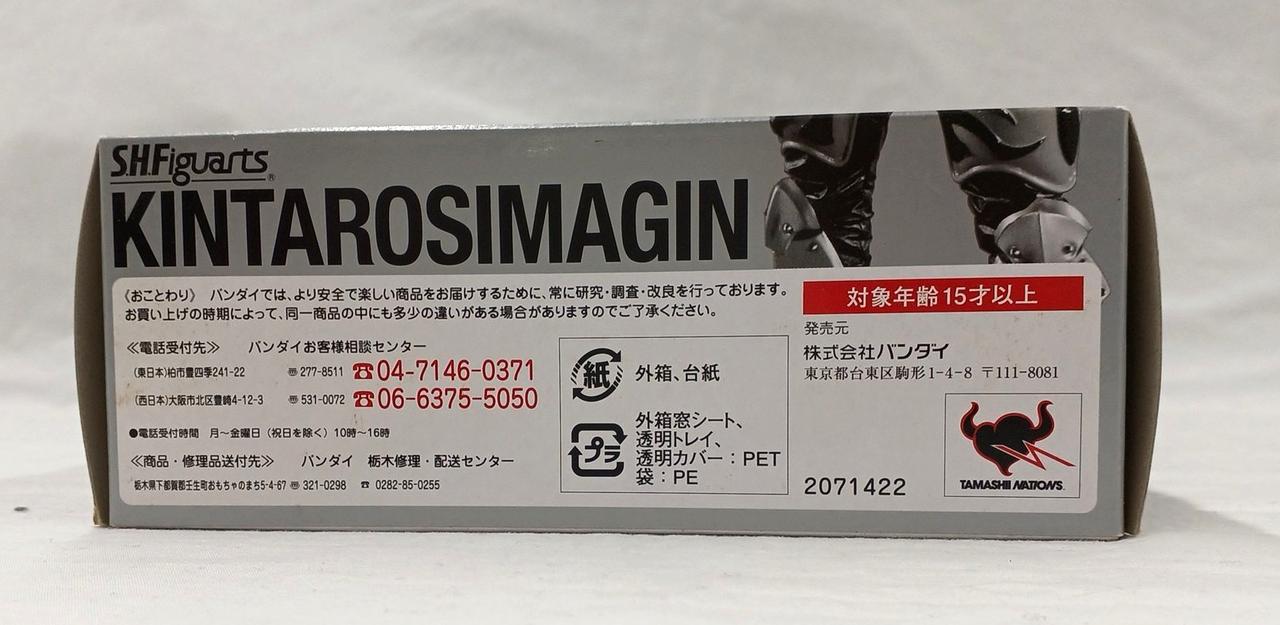 S.H.Figuarts®
KINTAROSIMAGIN
《おことわり》 バンダイでは、より安全で楽しい商品をお届けするために、常に研究・調査・改良を行っております。
お買い上げの時期によって、同一商品の中にも多少の違いがある場合がありますのでご了承ください。
≪電話受付先≫ バンダイお客様相談センター
(東日本)柏市豊四季241-22 〠277-8511 ☎04-7146-0371
(西日本)大阪市北区豊崎4-12-3 〠531-0072 ☎06-6375-5050
●電話受付時間 月〜金曜日(祝日を除く)10時〜16時
≪商品・修理品送付先≫ バンダイ 栃木修理・配送センター
栃木県下都賀郡壬生町おもちゃのまち5-4-67 〠321-0298 ☎0282-85-0255
紙 外箱、台紙
プラ 外箱窓シート、
透明トレイ、
透明カバー：PET
袋：PE
対象年齢15才以上
発売元
株式会社バンダイ
東京都台東区駒形1-4-8 〒111-8081
2071422
TAMASHII NATIONS™